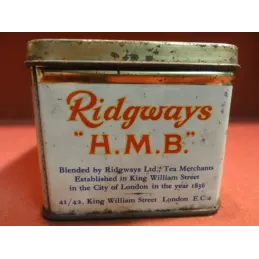 Ridgways
"H.M.B."
Blended by Ridgways Ltd., Tea Merchants
Established in King William Street
in the City of London in the year 1836
41/42, King William Street London E.C.4